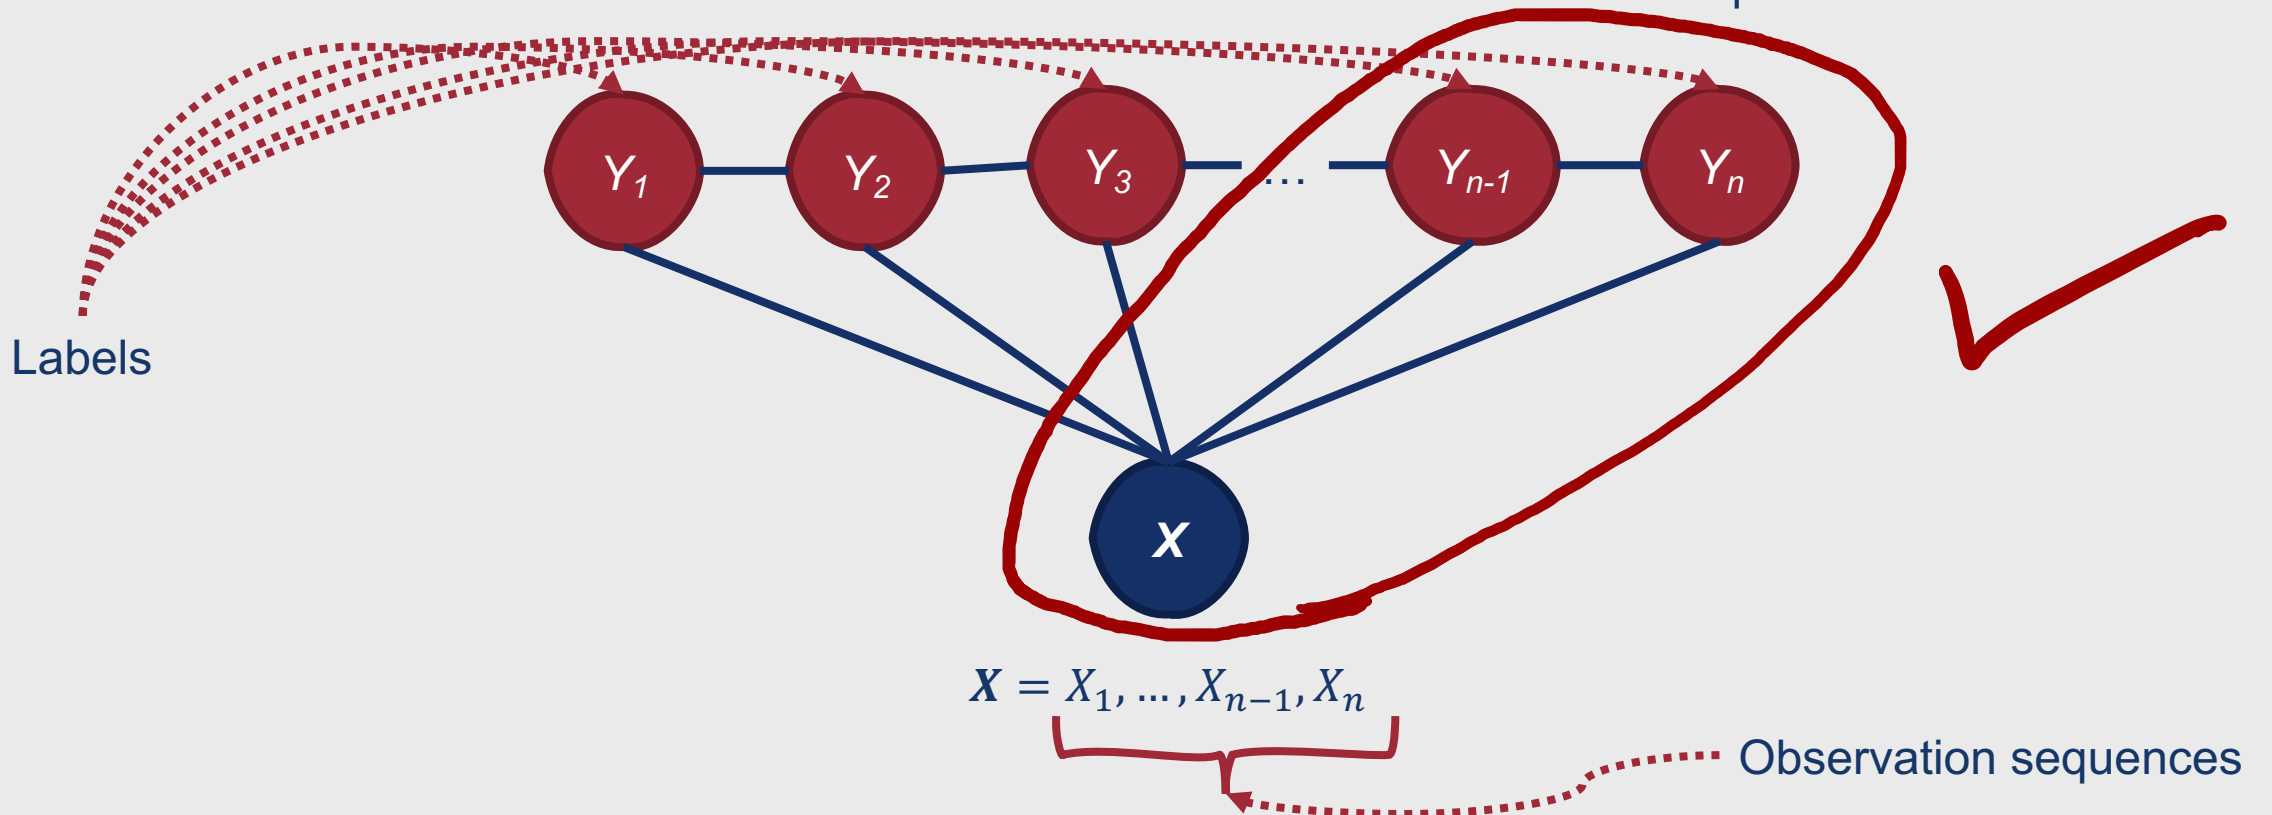 Y1 Y2 Y3 ... Yn-1 Yn
Labels
X
X = X1, ..., Xn−1, Xn
Observation sequences